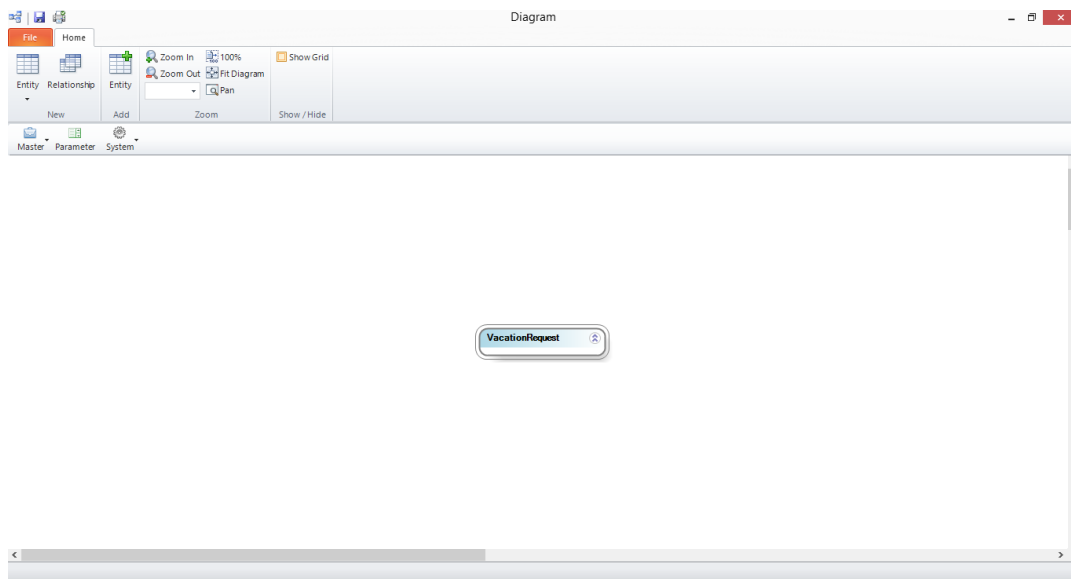 Diagram
File Home
Zoom In 100% Show Grid
Zoom Out Fit Diagram
Entity Relationship Entity Pan
New Add Zoom Show / Hide
Master Parameter System
VacationRequest